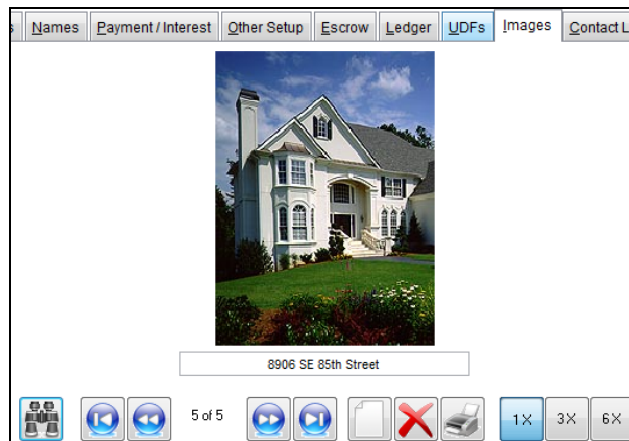 s Names Payment / Interest Other Setup Escrow Ledger UDFs Images Contact L
8906 SE 85th Street
5 of 5 1X 3X 6X